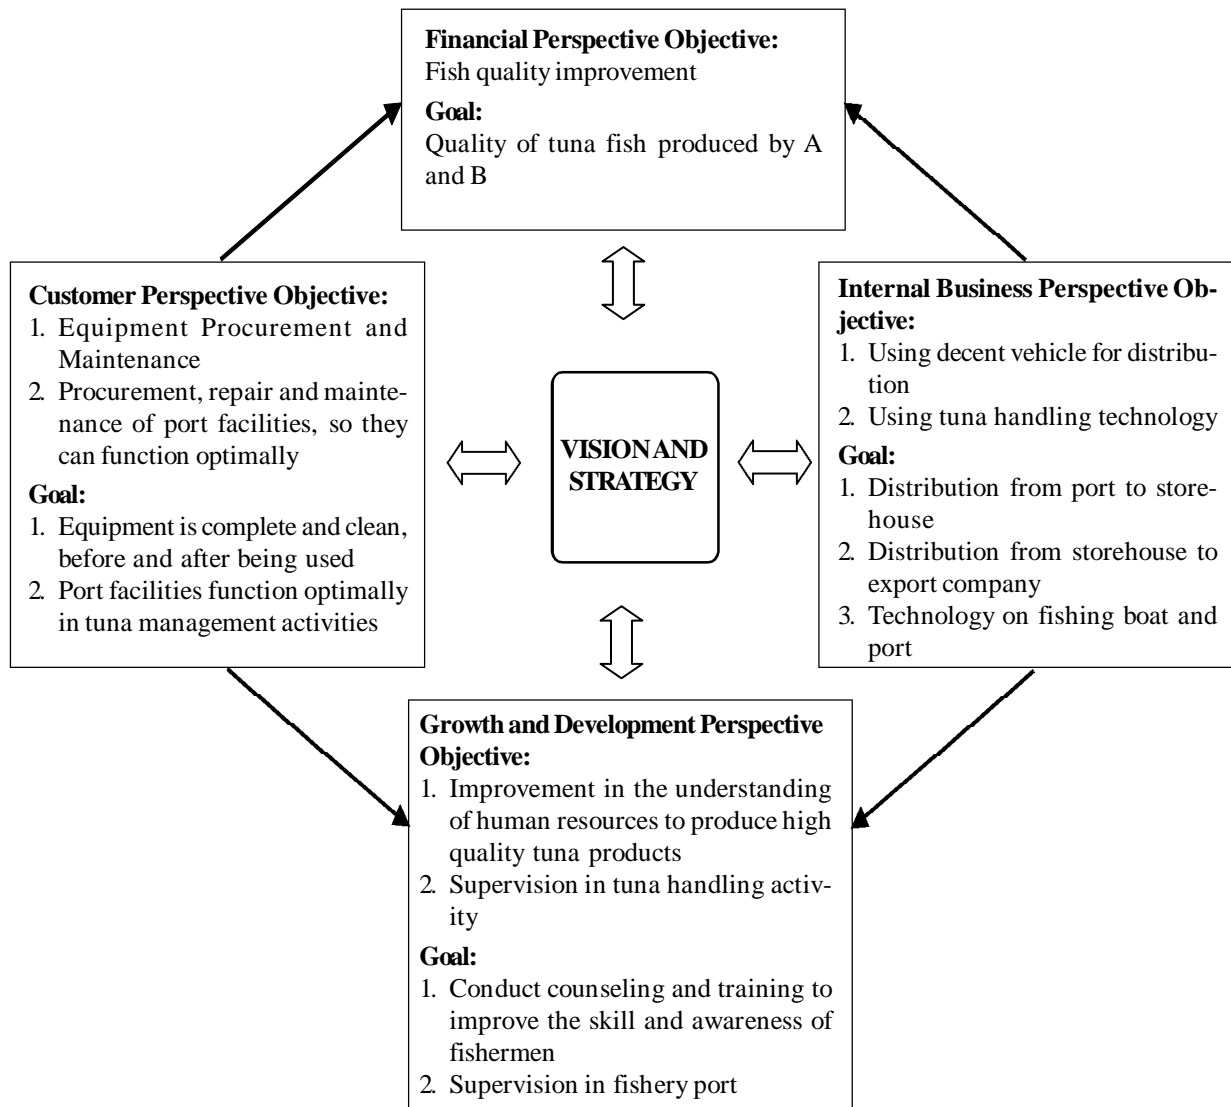 Financial Perspective Objective:
Fish quality improvement
Goal:
Quality of tuna fish produced by A
and B
Customer Perspective Objective:
1. Equipment Procurement and
Maintenance
2. Procurement, repair and mainte-
nance of port facilities, so they
can function optimally
Goal:
1. Equipment is complete and clean,
before and after being used
2. Port facilities function optimally
in tuna management activities
VISION AND
STRATEGY
Internal Business Perspective Ob-
jective:
1. Using decent vehicle for distribu-
tion
2. Using tuna handling technology
Goal:
1. Distribution from port to store-
house
2. Distribution from storehouse to
export company
3. Technology on fishing boat and
port
Growth and Development Perspective
Objective:
1. Improvement in the understanding
of human resources to produce high
quality tuna products
2. Supervision in tuna handling activ-
ity
Goal:
1. Conduct counseling and training to
improve the skill and awareness of
fishermen
2. Supervision in fishery port